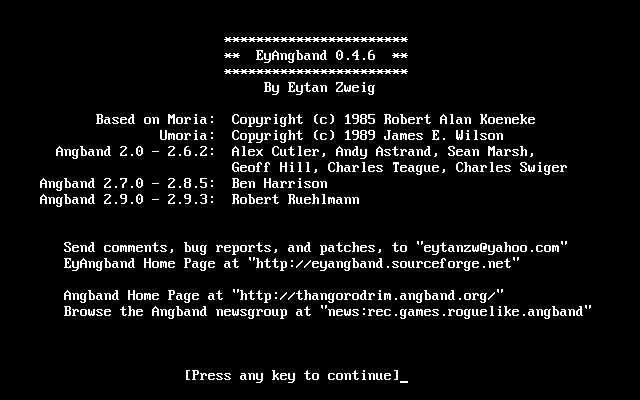 ***********************
**  EyAngband 0.4.6  **
***********************
By Eytan Zweig
Based on Moria:  Copyright (c) 1985 Robert Alan Koeneke
Umoria:  Copyright (c) 1989 James E. Wilson
Angband 2.0 - 2.6.2:  Alex Cutler, Andy Astrand, Sean Marsh,
Geoff Hill, Charles Teague, Charles Swiger
Angband 2.7.0 - 2.8.5:  Ben Harrison
Angband 2.9.0 - 2.9.3:  Robert Ruehlmann
Send comments, bug reports, and patches, to "eytanzw@yahoo.com"
EyAngband Home Page at "http://eyangband.sourceforge.net"
Angband Home Page at "http://thangorodrim.angband.org/"
Browse the Angband newsgroup at "news:rec.games.roguelike.angband"
[Press any key to continue]_